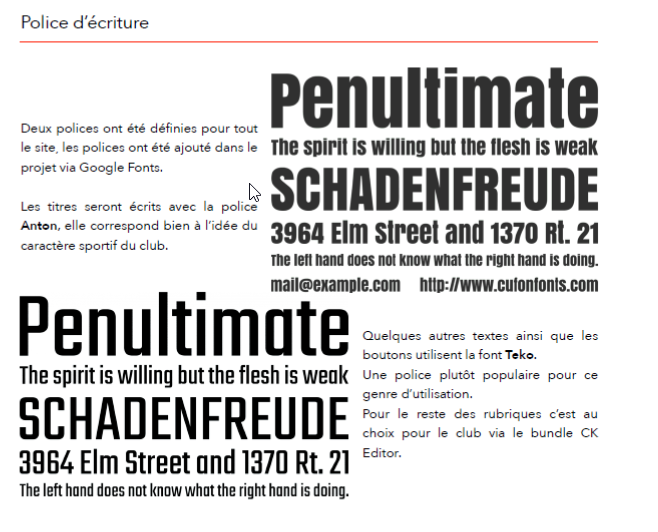 Police d'écriture
Deux polices ont été définies pour tout
le site, les polices ont été ajouté dans le
projet via Google Fonts.
Les titres seront écrits avec la police
Anton, elle correspond bien à l'idée du
caractère sportif du club.
Penultimate
The spirit is willing but the flesh is weak
SCHADENFREUDE
3964 Elm Street and 1370 Rt. 21
The left hand does not know what the right hand is doing.
mail@example.com http://www.cufonfonts.com
Penultimate
The spirit is willing but the flesh is weak
SCHADENFREUDE
3964 Elm Street and 1370 Rt. 21
The left hand does not know what the right hand is doing.
Quelques autres textes ainsi que les
boutons utilisent la font Teko.
Une police plutôt populaire pour ce
genre d'utilisation.
Pour le reste des rubriques c'est au
choix pour le club via le bundle CK
Editor.